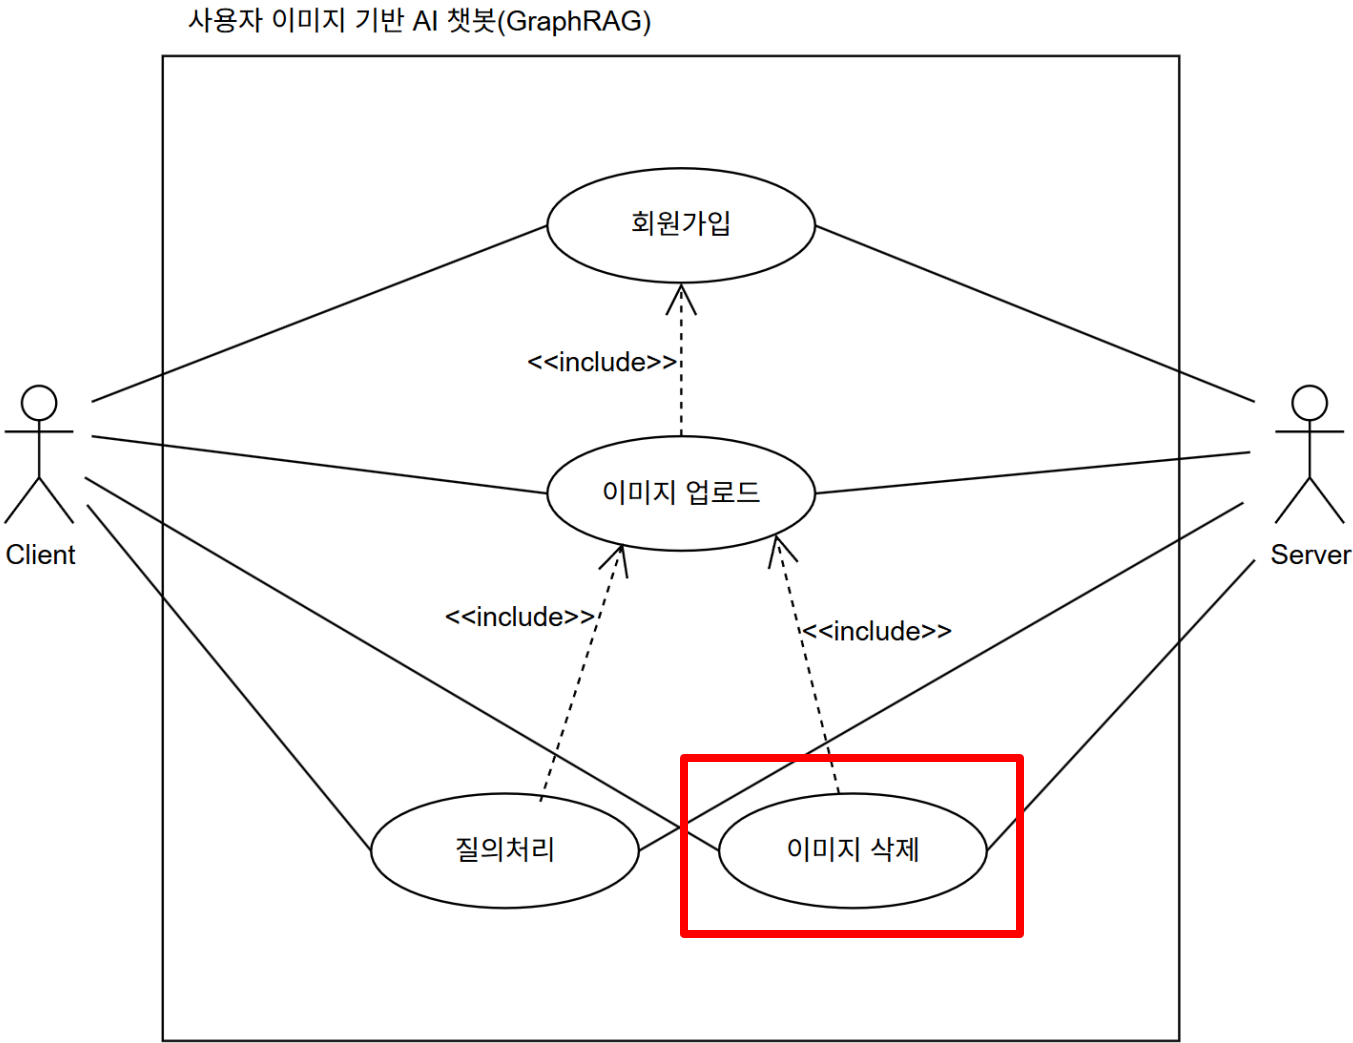 사용자 이미지 기반 AI 챗봇(GraphRAG)
회원가입
<<include>>
이미지 업로드
Client
Server
<<include>>
<<include>>
질의처리
이미지 삭제